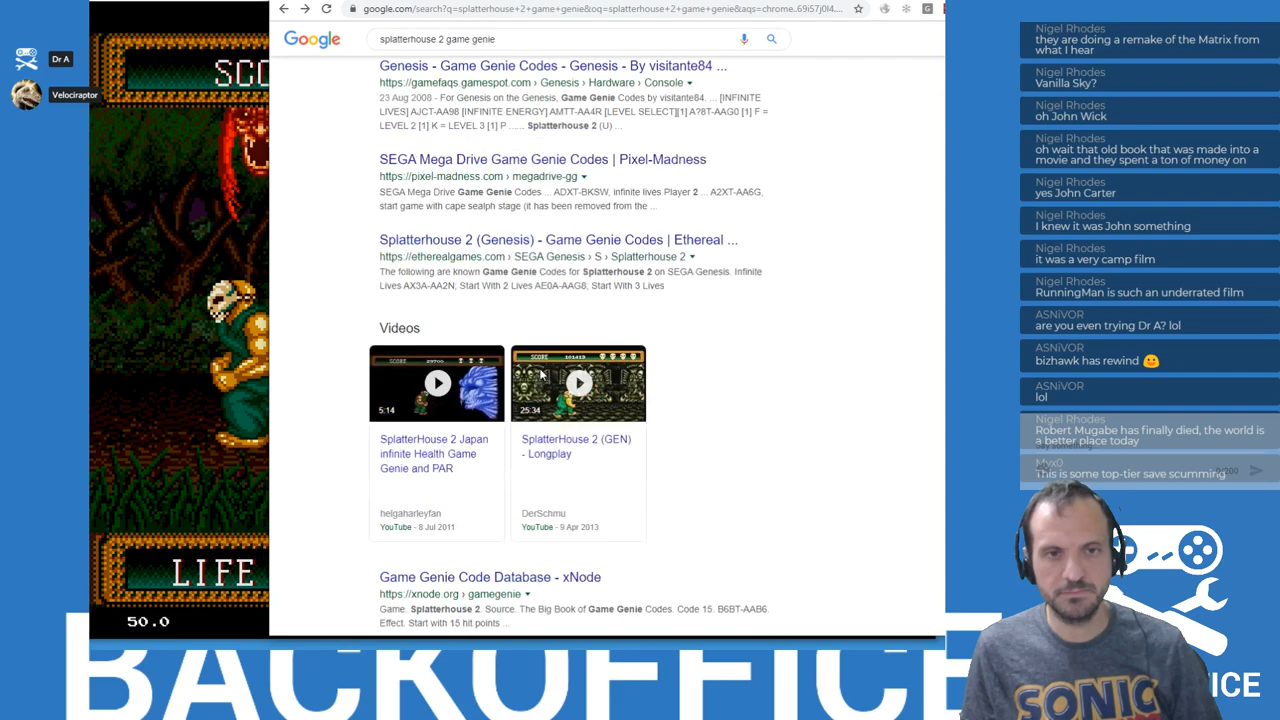 google.com/search?q=splatterhouse+2+game+genie&oq=splatterhouse+2+game+genie&aqs=chrome..69i57j0l4....
Dr A
Velociraptor
SCO
LIFE
50.0
Google
splatterhouse 2 game genie
Genesis - Game Genie Codes - Genesis - By visitante84 ...
https://gamefaqs.gamespot.com › Genesis › Hardware › Console
23 Aug 2008 - For Genesis on the Genesis, Game Genie Codes by visitante84. ... [INFINITE
LIVES] AJCT-AA98 [INFINITE ENERGY] AMTT-AA4R [LEVEL SELECT][1] A?8T-AAG0 [1] F =
LEVEL 2 [1] K = LEVEL 3 [1] P ..... Splatterhouse 2 (U) ...
SEGA Mega Drive Game Genie Codes | Pixel-Madness
https://pixel-madness.com › megadrive-gg
SEGA Mega Drive Game Genie Codes ... ADXT-BKSW, infinite lives Player 2 ... A2XT-AA6G,
start game with cape sealph stage (it has been removed from the ...
Splatterhouse 2 (Genesis) - Game Genie Codes | Ethereal ...
https://etherealgames.com › SEGA Genesis › S › Splatterhouse 2
The following are known Game Genie Codes for Splatterhouse 2 on SEGA Genesis. Infinite
Lives AX3A-AA2N; Start With 2 Lives AE0A-AAG8; Start With 3 Lives
Videos
SCORE 29700
5:14
SCORE 101413
25:34
SplatterHouse 2 Japan
infinite Health Game
Genie and PAR
helgaharleyfan
YouTube - 8 Jul 2011
SplatterHouse 2 (GEN)
- Longplay
DerSchmu
YouTube - 9 Apr 2013
Game Genie Code Database - xNode
https://xnode.org › gamegenie
Game. Splatterhouse 2. Source. The Big Book of Game Genie Codes. Code 15. B6BT-AAB6.
Effect. Start with 15 hit points ...
Nigel Rhodes
they are doing a remake of the Matrix from
what I hear
Nigel Rhodes
Vanilla Sky?
Nigel Rhodes
oh John Wick
Nigel Rhodes
oh wait that old book that was made into a
movie and they spent a ton of money on
Nigel Rhodes
yes John Carter
Nigel Rhodes
I knew it was John something
Nigel Rhodes
it was a very camp film
Nigel Rhodes
RunningMan is such an underrated film
ASNiVOR
are you even trying Dr A? lol
ASNiVOR
bizhawk has rewind
ASNiVOR
lol
Nigel Rhodes
Robert Mugabe has finally died, the world is
a better place today
Myx0
This is some top-tier save scumming
BACKOFFICE
ICE
SONIC